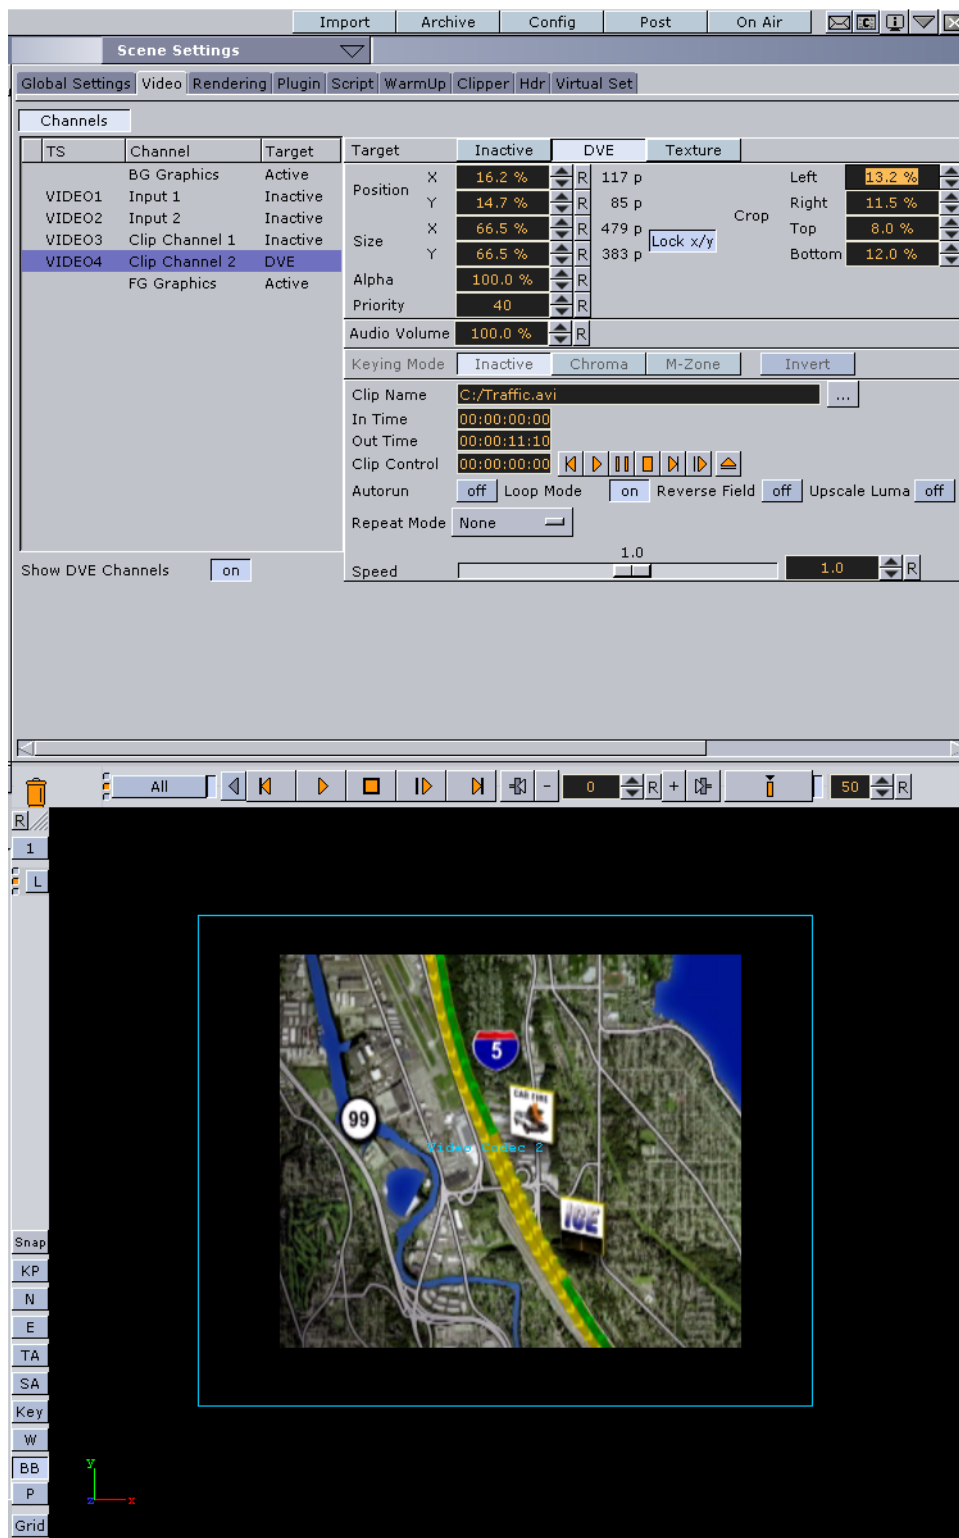 Import Archive Config Post On Air
Scene Settings
Global Settings Video Rendering Plugin Script WarmUp Clipper Hdr Virtual Set
Channels
TS Channel Target Target Inactive DVE Texture
BG Graphics Active
VIDEO1 Input 1 Inactive
VIDEO2 Input 2 Inactive
VIDEO3 Clip Channel 1 Inactive
VIDEO4 Clip Channel 2 DVE
FG Graphics Active
Position X 16.2 % R 117 p
Y 14.7 % R 85 p
Size X 66.5 % R 479 p
Y 66.5 % R 383 p
Lock x/y
Crop
Left 13.2 %
Right 11.5 %
Top 8.0 %
Bottom 12.0 %
Alpha 100.0 % R
Priority 40 R
Audio Volume 100.0 % R
Keying Mode Inactive Chroma M-Zone Invert
Clip Name C:/Traffic.avi ...
In Time 00:00:00:00
Out Time 00:00:11:10
Clip Control 00:00:00:00
Autorun off Loop Mode on Reverse Field off Upscale Luma off
Repeat Mode None
1.0
Show DVE Channels on
Speed 1.0 R
All - 0 R + 50 R
R
1
L
5
CAR FIRE
99
Video Codec 2
ICE
Snap
KP
N
E
TA
SA
Key
W
BB
P
Grid
y
z x